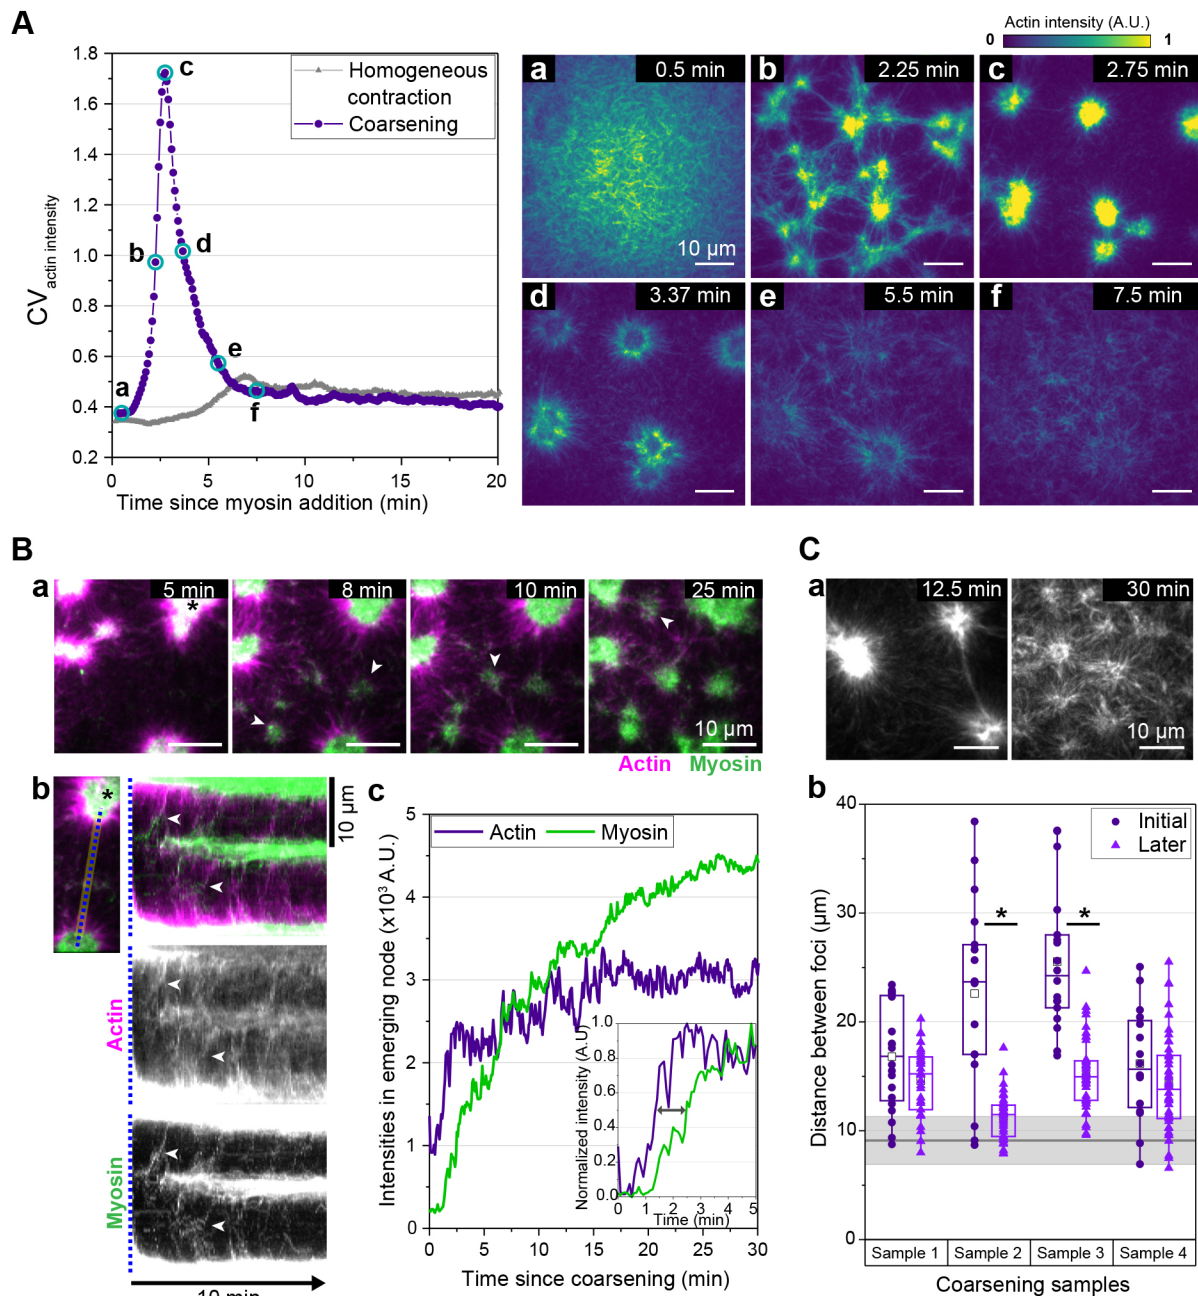 A
Actin intensity (A.U.)
0
1
1.8
1.6
1.4
1.2
1.0
0.8
0.6
0.4
0.2
CV actin intensity
Homogeneous
contraction
Coarsening
a
b
c
d
e
f
0
5
10
15
20
Time since myosin addition (min)
a
0.5 min
10 µm
b
2.25 min
c
2.75 min
d
3.37 min
e
5.5 min
f
7.5 min
B
a
5 min
*
8 min
10 min
25 min
10 µm
Actin
Myosin
b
*
10 µm
Actin
Myosin
10 min
c
5
4
3
2
1
0
Intensities in emerging node (x10³ A.U.)
Actin
Myosin
Normalized intensity (A.U)
1.0
0.8
0.6
0.4
0.2
0.0
0
1
2
3
4
5
Time (min)
0
5
10
15
20
25
30
Time since coarsening (min)
C
a
12.5 min
30 min
10 µm
b
40
30
20
10
0
Distance between foci (µm)
Initial
Later
*
*
Sample 1
Sample 2
Sample 3
Sample 4
Coarsening samples